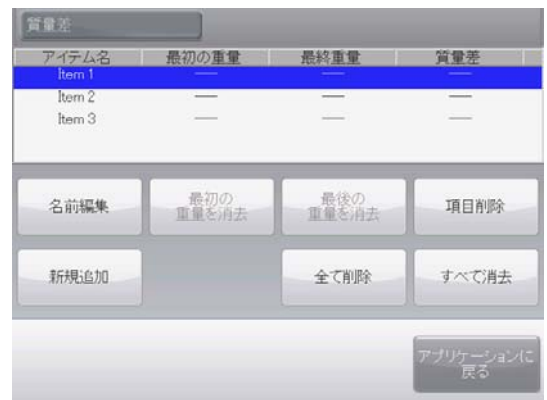 質量差
アイテム名 最初の重量 最終重量 質量差
Item 1 — — —
Item 2 — — —
Item 3 — — —
名前編集 最初の 最後の 項目削除
重量を消去 重量を消去
新規追加 全て削除 すべて消去
アプリケーションに
戻る